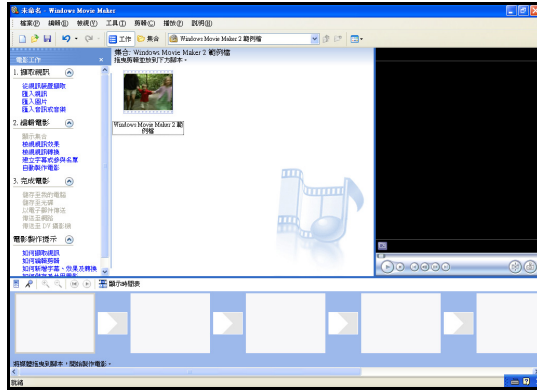 未命名 - Windows Movie Maker
檔案(F) 編輯(E) 檢視(V) 工具(T) 剪輯(C) 播放(P) 說明(H)
工作 集合 Windows Movie Maker 2 範例檔
電影工作
集合: Windows Movie Maker 2 範例檔
拖曳剪輯並放到下方腳本。
1. 擷取視訊
從視訊裝置擷取
匯入視訊
匯入圖片
匯入音訊或音樂
Windows Movie Maker 2 範例檔
2. 編輯電影
顯示集合
檢視視訊效果
檢視視訊轉換
建立字幕或參與名單
自動製作電影
3. 完成電影
儲存至我的電腦
儲存至光碟
以電子郵件傳送
傳送至網路
傳送至 DV 攝影機
電影製作提示
如何擷取視訊
如何編輯剪輯
如何新增字幕、效果及轉換
顯示時間表
將媒體拖曳到腳本，開始製作電影。
就緒